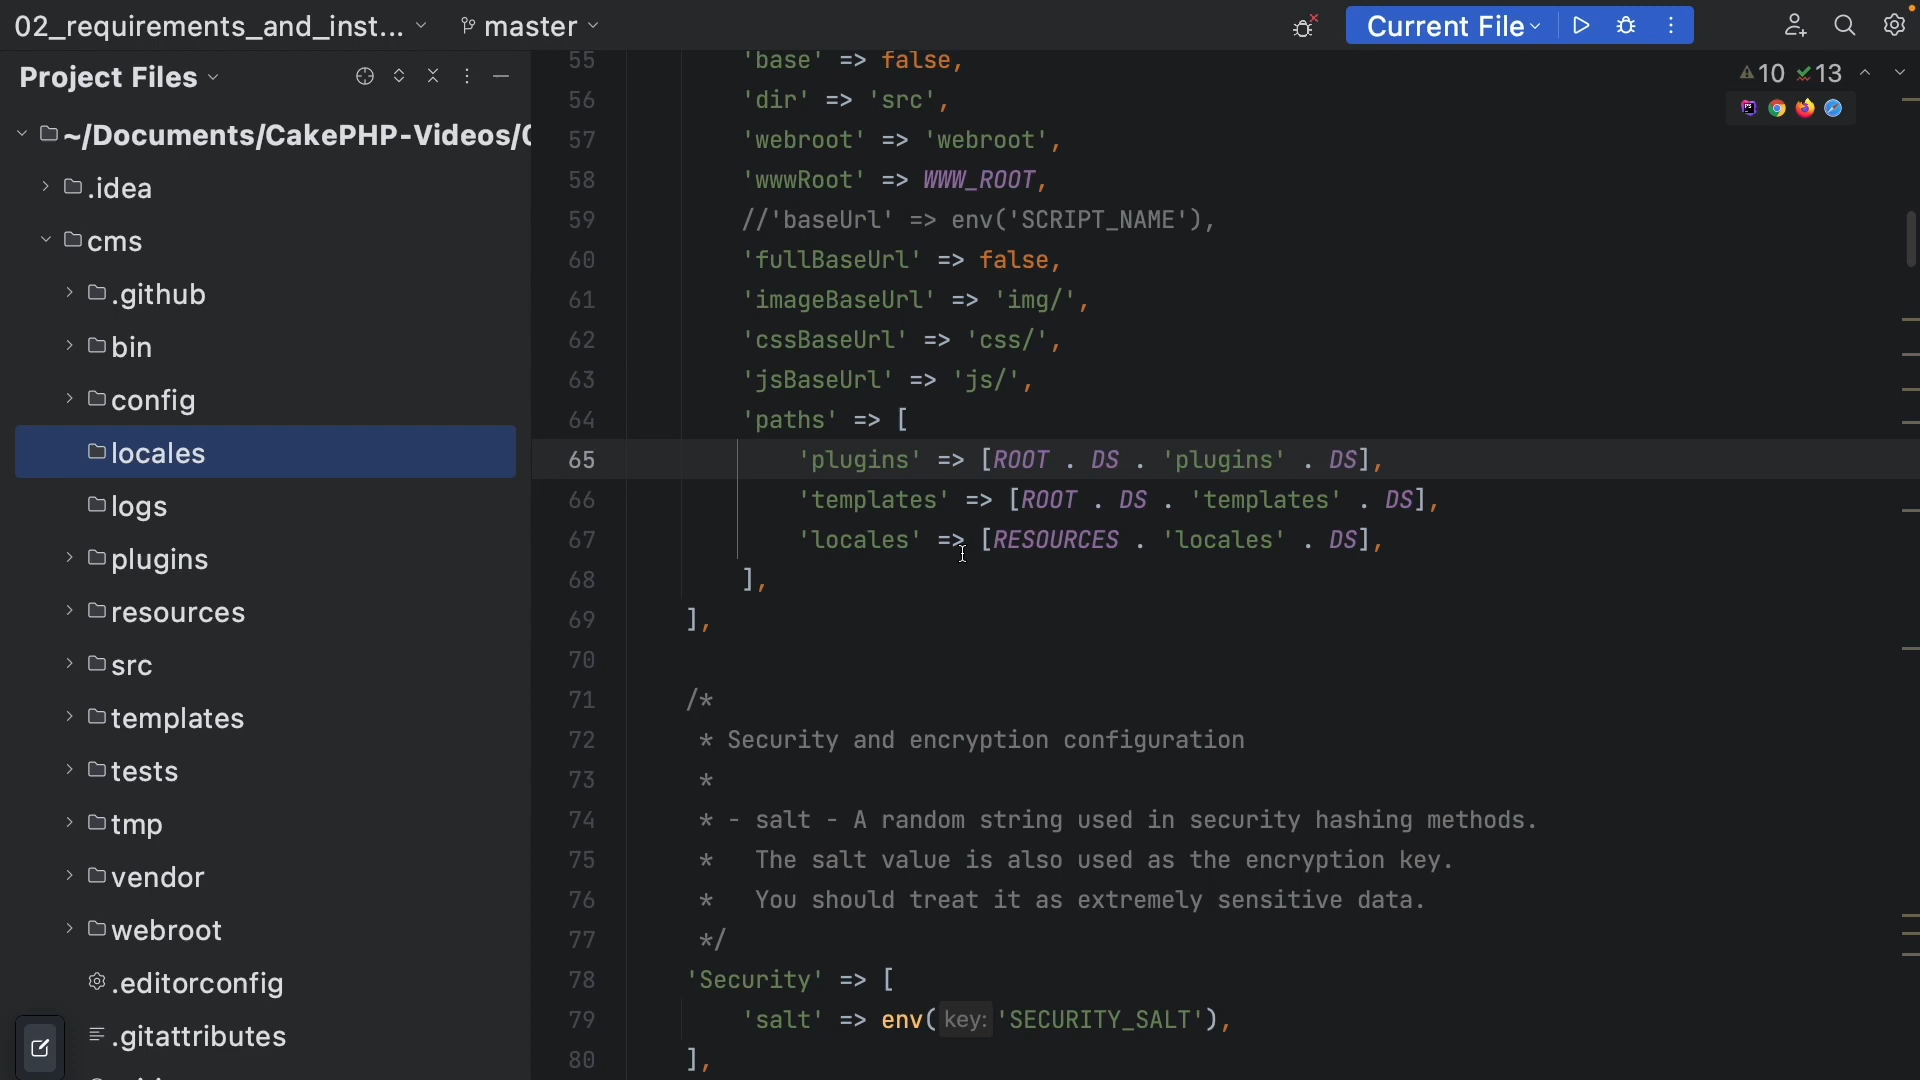 02_requirements_and_inst... master Current File
Project Files
~/Documents/CakePHP-Videos/
.idea
cms
.github
bin
config
locales
logs
plugins
resources
src
templates
tests
tmp
vendor
webroot
.editorconfig
.gitattributes
10 13
55 'base' => false,
56 'dir' => 'src',
57 'webroot' => 'webroot',
58 'wwwRoot' => WWW_ROOT,
59 //'baseUrl' => env('SCRIPT_NAME'),
60 'fullBaseUrl' => false,
61 'imageBaseUrl' => 'img/',
62 'cssBaseUrl' => 'css/',
63 'jsBaseUrl' => 'js/',
64 'paths' => [
65 'plugins' => [ROOT . DS . 'plugins' . DS],
66 'templates' => [ROOT . DS . 'templates' . DS],
67 'locales' => [RESOURCES . 'locales' . DS],
68 ],
69 ],
70
71 /*
72 * Security and encryption configuration
73 *
74 * - salt - A random string used in security hashing methods.
75 *   The salt value is also used as the encryption key.
76 *   You should treat it as extremely sensitive data.
77 */
78 'Security' => [
79 'salt' => env( key: 'SECURITY_SALT'),
80 ],